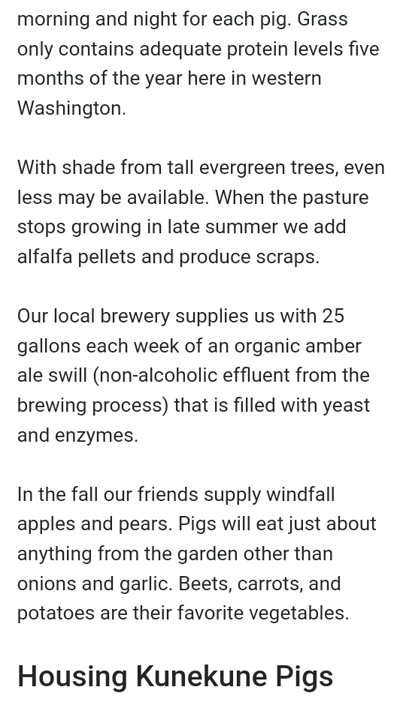 morning and night for each pig. Grass
only contains adequate protein levels five
months of the year here in western
Washington.
With shade from tall evergreen trees, even
less may be available. When the pasture
stops growing in late summer we add
alfalfa pellets and produce scraps.
Our local brewery supplies us with 25
gallons each week of an organic amber
ale swill (non-alcoholic effluent from the
brewing process) that is filled with yeast
and enzymes.
In the fall our friends supply windfall
apples and pears. Pigs will eat just about
anything from the garden other than
onions and garlic. Beets, carrots, and
potatoes are their favorite vegetables.
Housing Kunekune Pigs